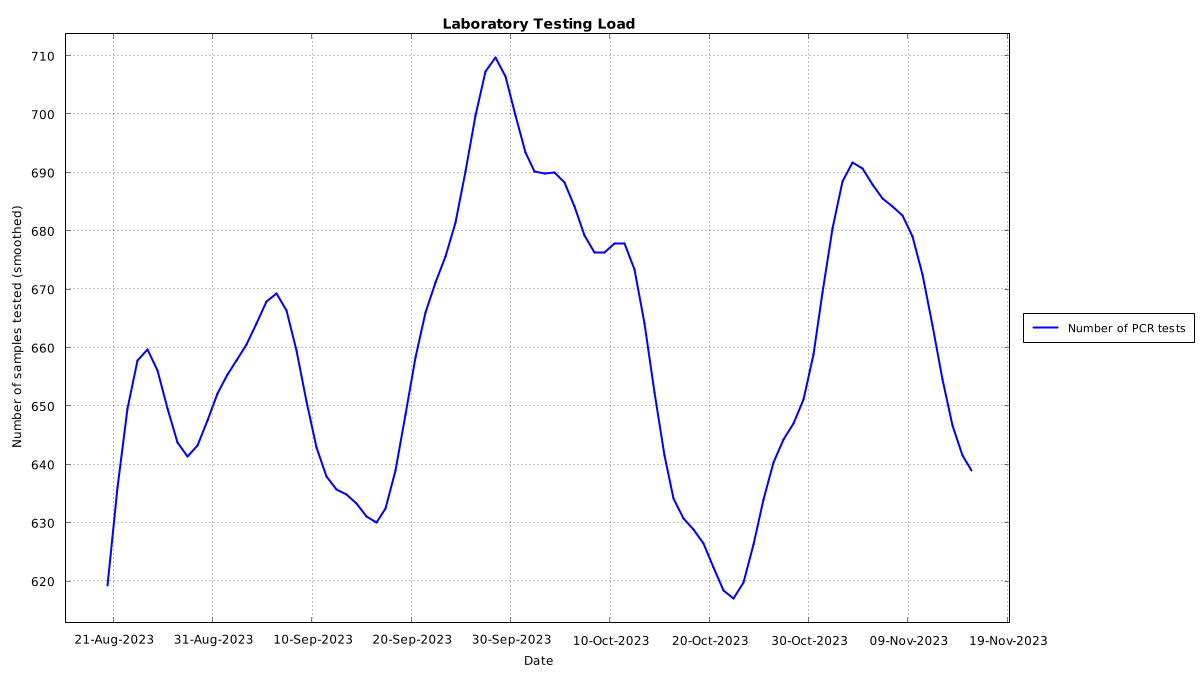 Laboratory Testing Load
Number of samples tested (smoothed)
710
700
690
680
670
660
650
640
630
620
21-Aug-2023 31-Aug-2023 10-Sep-2023 20-Sep-2023 30-Sep-2023 10-Oct-2023 20-Oct-2023 30-Oct-2023 09-Nov-2023 19-Nov-2023
Date
Number of PCR tests